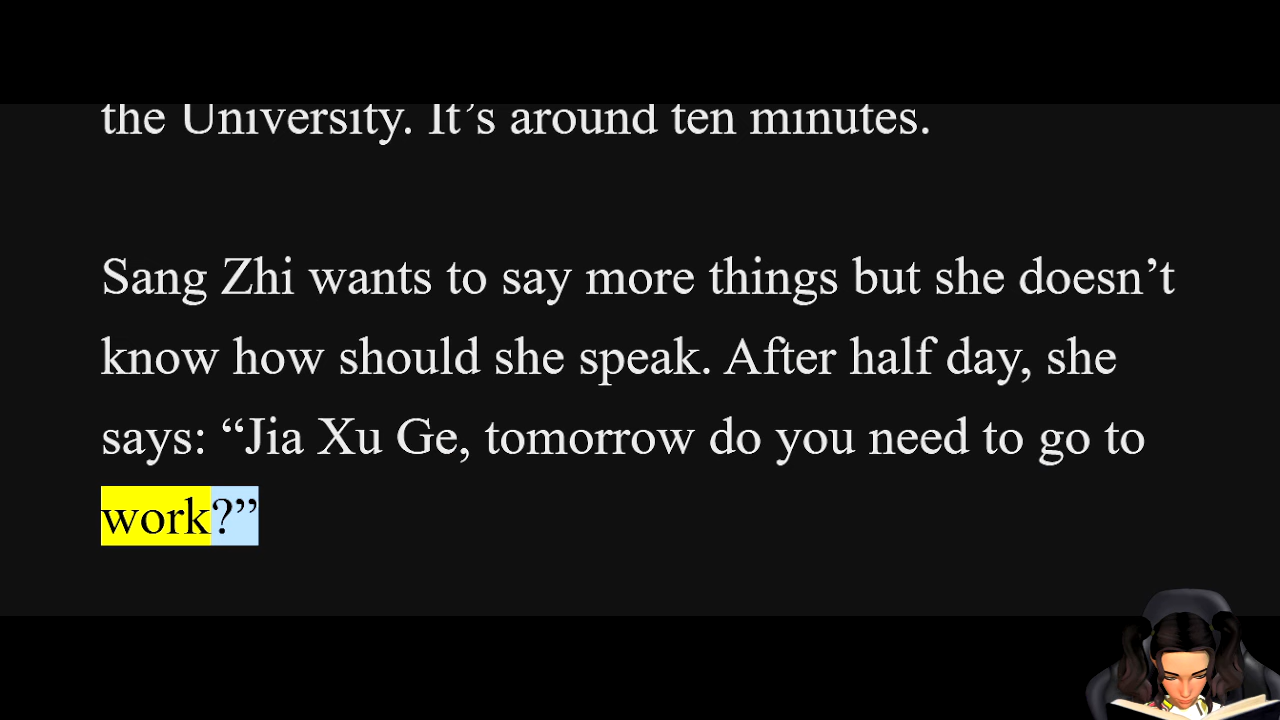 the University. It’s around ten minutes.
Sang Zhi wants to say more things but she doesn’t
know how should she speak. After half day, she
says: “Jia Xu Ge, tomorrow do you need to go to
work?”